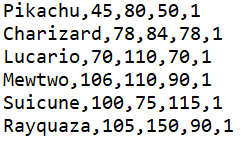 Pikachu,45,80,50,1
Charizard,78,84,78,1
Lucario,70,110,70,1
Mewtwo,106,110,90,1
Suicune,100,75,115,1
Rayquaza,105,150,90,1